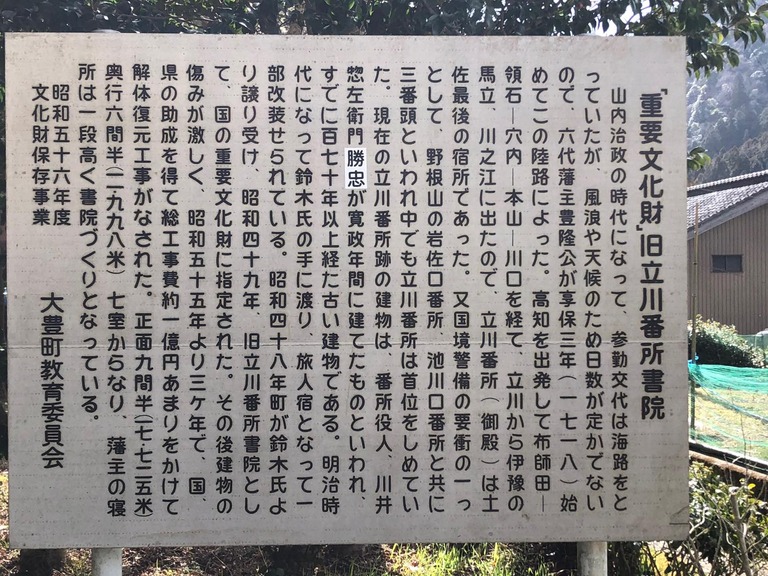 「重要文化財」旧立川番所書院
山内治政の時代になって、参勤交代は海路をと
っていたが、風浪や天候のため日数が定かでない
ので、六代藩主豊隆公が享保三年(一七一八)始
めてこの陸路によった。高知を出発して布師田―
領石―穴内―本山―川口を経て、立川から伊豫の
馬立、川之江に出たので、立川番所(御殿)は土
佐最後の宿所であった。又国境警備の要衝の一つ
として、野根山の岩佐口番所、池川口番所と共に
三番頭といわれ中でも立川番所は首位をしめてい
た。現在の立川番所跡の建物は、番所役人、川井
惣左衛門勝忠が寛政年間に建てたものといわれ、
すでに百七十年以上経た古い建物である。明治時
代になって鈴木氏の手に渡り、旅人宿となって一
部改装せられている。昭和四十八年町が鈴木氏よ
り譲り受け、昭和四十九年、旧立川番所書院とし
て、国の重要文化財に指定された。その後建物の
傷みが激しく、昭和五十五年より三ヶ年で、国、
県の助成を得て総工事費約一億円あまりをかけて
解体復元工事がなされた。正面九間半(一七・七二五米)
奥行六間半(一二・九九八米)七室からなり、藩主の寝
所は一段高く書院づくりとなっている。
昭和五十六年度
文化財保存事業
大豊町教育委員会